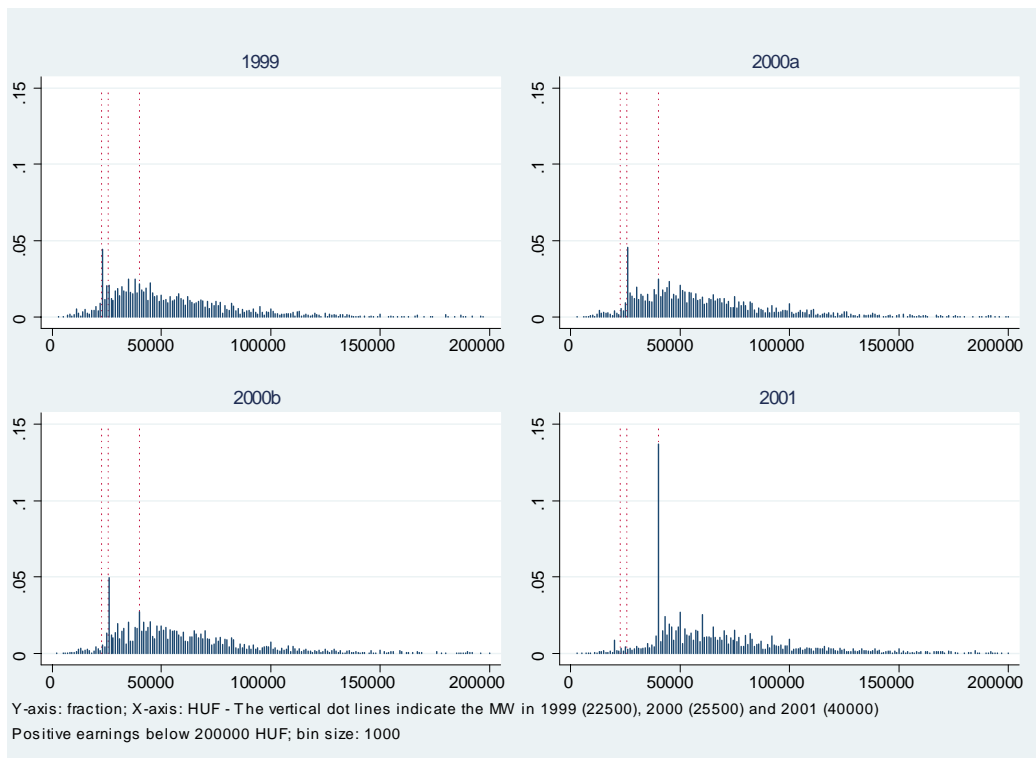 1999
.15
.1
.05
0
0 50000 100000 150000 200000
2000a
.15
.1
.05
0
0 50000 100000 150000 200000
2000b
.15
.1
.05
0
0 50000 100000 150000 200000
2001
.15
.1
.05
0
0 50000 100000 150000 200000
Y-axis: fraction; X-axis: HUF - The vertical dot lines indicate the MW in 1999 (22500), 2000 (25500) and 2001 (40000)
Positive earnings below 200000 HUF; bin size: 1000